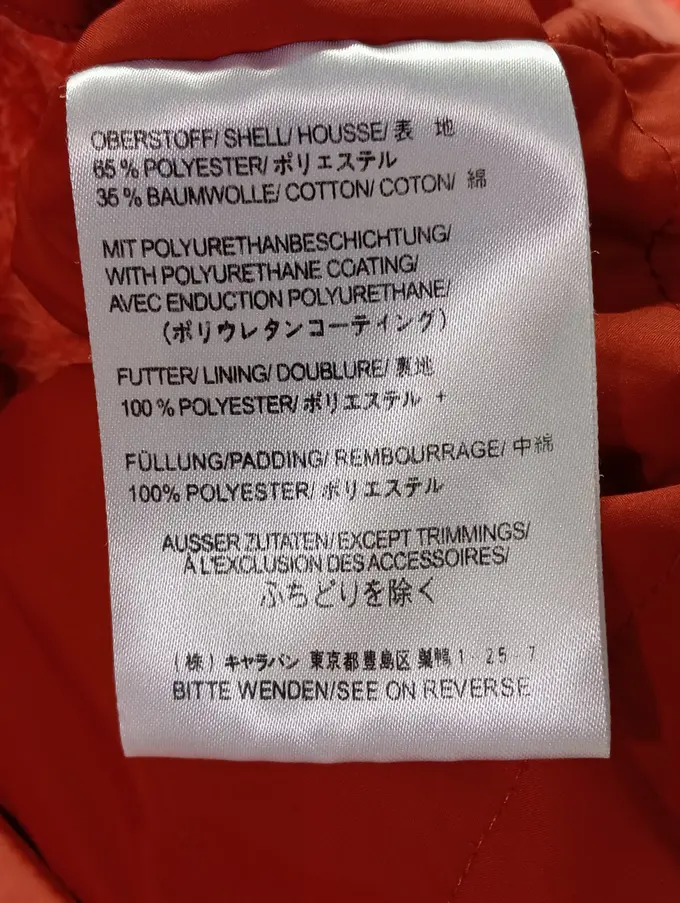 OBERSTOFF/ SHELL/ HOUSSE/ 表 地
65 % POLYESTER/ ポリエステル
35 % BAUMWOLLE/ COTTON/ COTON/ 綿
MIT POLYURETHANBESCHICHTUNG/
WITH POLYURETHANE COATING/
AVEC ENDUCTION POLYURETHANE/
(ポリウレタンコーティング)
FUTTER/ LINING/ DOUBLURE/ 裏地
100 % POLYESTER/ ポリエステル +
FÜLLUNG/PADDING/ REMBOURRAGE/ 中綿
100% POLYESTER/ ポリエステル
AUSSER ZUTATEN/ EXCEPT TRIMMINGS/
À L'EXCLUSION DES ACCESSOIRES/
ふちどりを除く
(株) キャラバン 東京都豊島区 巣鴨 1 25 7
BITTE WENDEN/SEE ON REVERSE